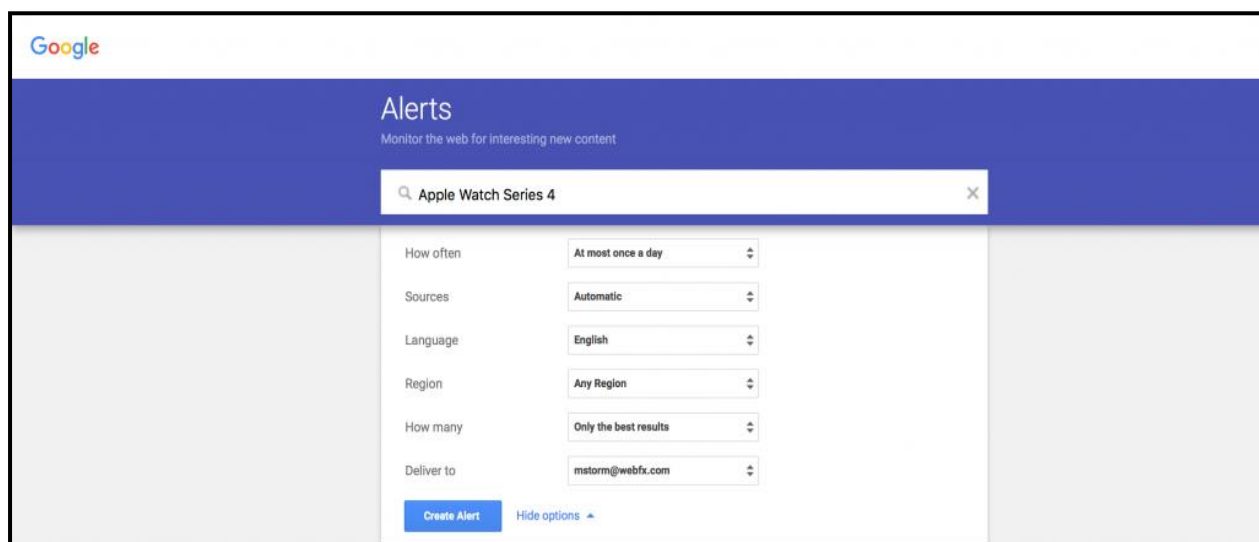 Google
Alerts
Monitor the web for interesting new content
Apple Watch Series 4
How often At most once a day
Sources Automatic
Language English
Region Any Region
How many Only the best results
Deliver to mstorm@webfx.com
Create Alert Hide options